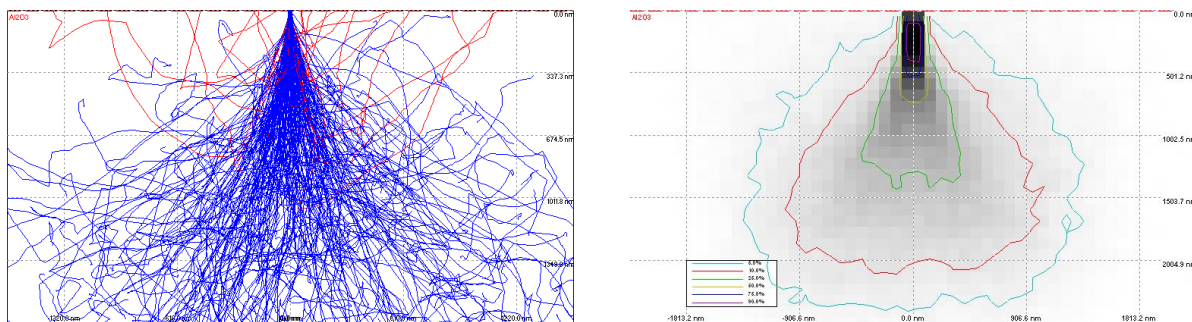 Al2O3
0.0 nm
337.3 nm
674.5 nm
1011.8 nm
Al2O3
0.0 nm
501.2 nm
1002.5 nm
1503.7 nm
2004.9 nm
5.0%
10.0%
25.0%
50.0%
75.0%
90.0%
-1813.2 nm
-906.6 nm
0.0 nm
906.6 nm
1813.2 nm